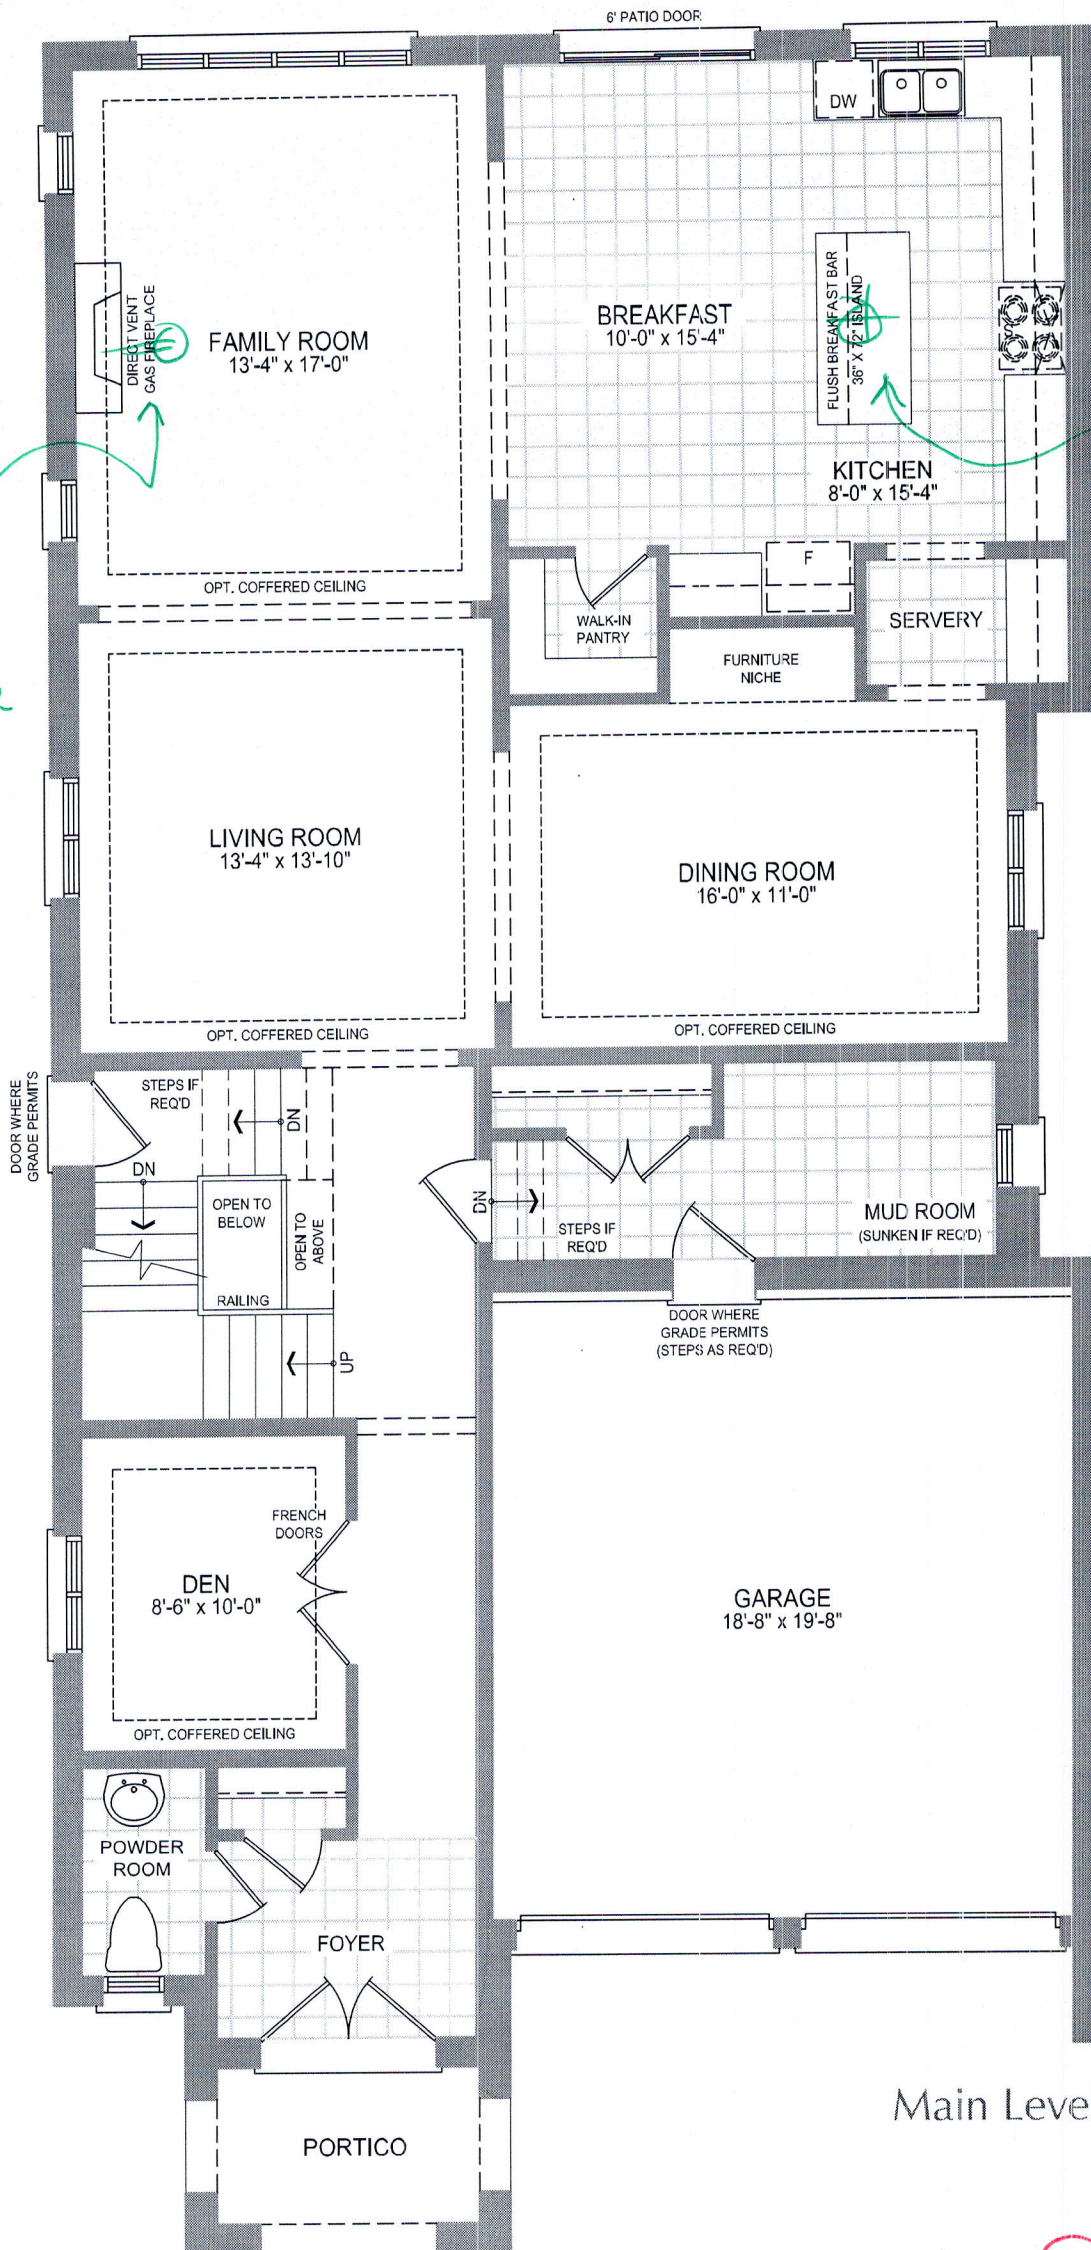 6' PATIO DOOR
DW
DIRECT VENT
GAS FIREPLACE
FAMILY ROOM
13'-4" x 17'-0"
BREAKFAST
10'-0" x 15'-4"
FLUSH BREAKFAST BAR
36" X 72" ISLAND
KITCHEN
8'-0" x 15'-4"
OPT. COFFERED CEILING
F
WALK-IN
PANTRY
SERVERY
FURNITURE
NICHE
LIVING ROOM
13'-4" x 13'-10"
DINING ROOM
16'-0" x 11'-0"
OPT. COFFERED CEILING
OPT. COFFERED CEILING
DOOR WHERE
GRADE PERMITS
STEPS IF
REQ'D
DN
DN
OPEN TO
BELOW
OPEN TO
ABOVE
RAILING
UP
DN
STEPS IF
REQ'D
MUD ROOM
(SUNKEN IF REQ'D)
DOOR WHERE
GRADE PERMITS
(STEPS AS REQ'D)
FRENCH
DOORS
DEN
8'-6" x 10'-0"
OPT. COFFERED CEILING
GARAGE
18'-8" x 19'-8"
POWDER
ROOM
FOYER
PORTICO
Main Leve